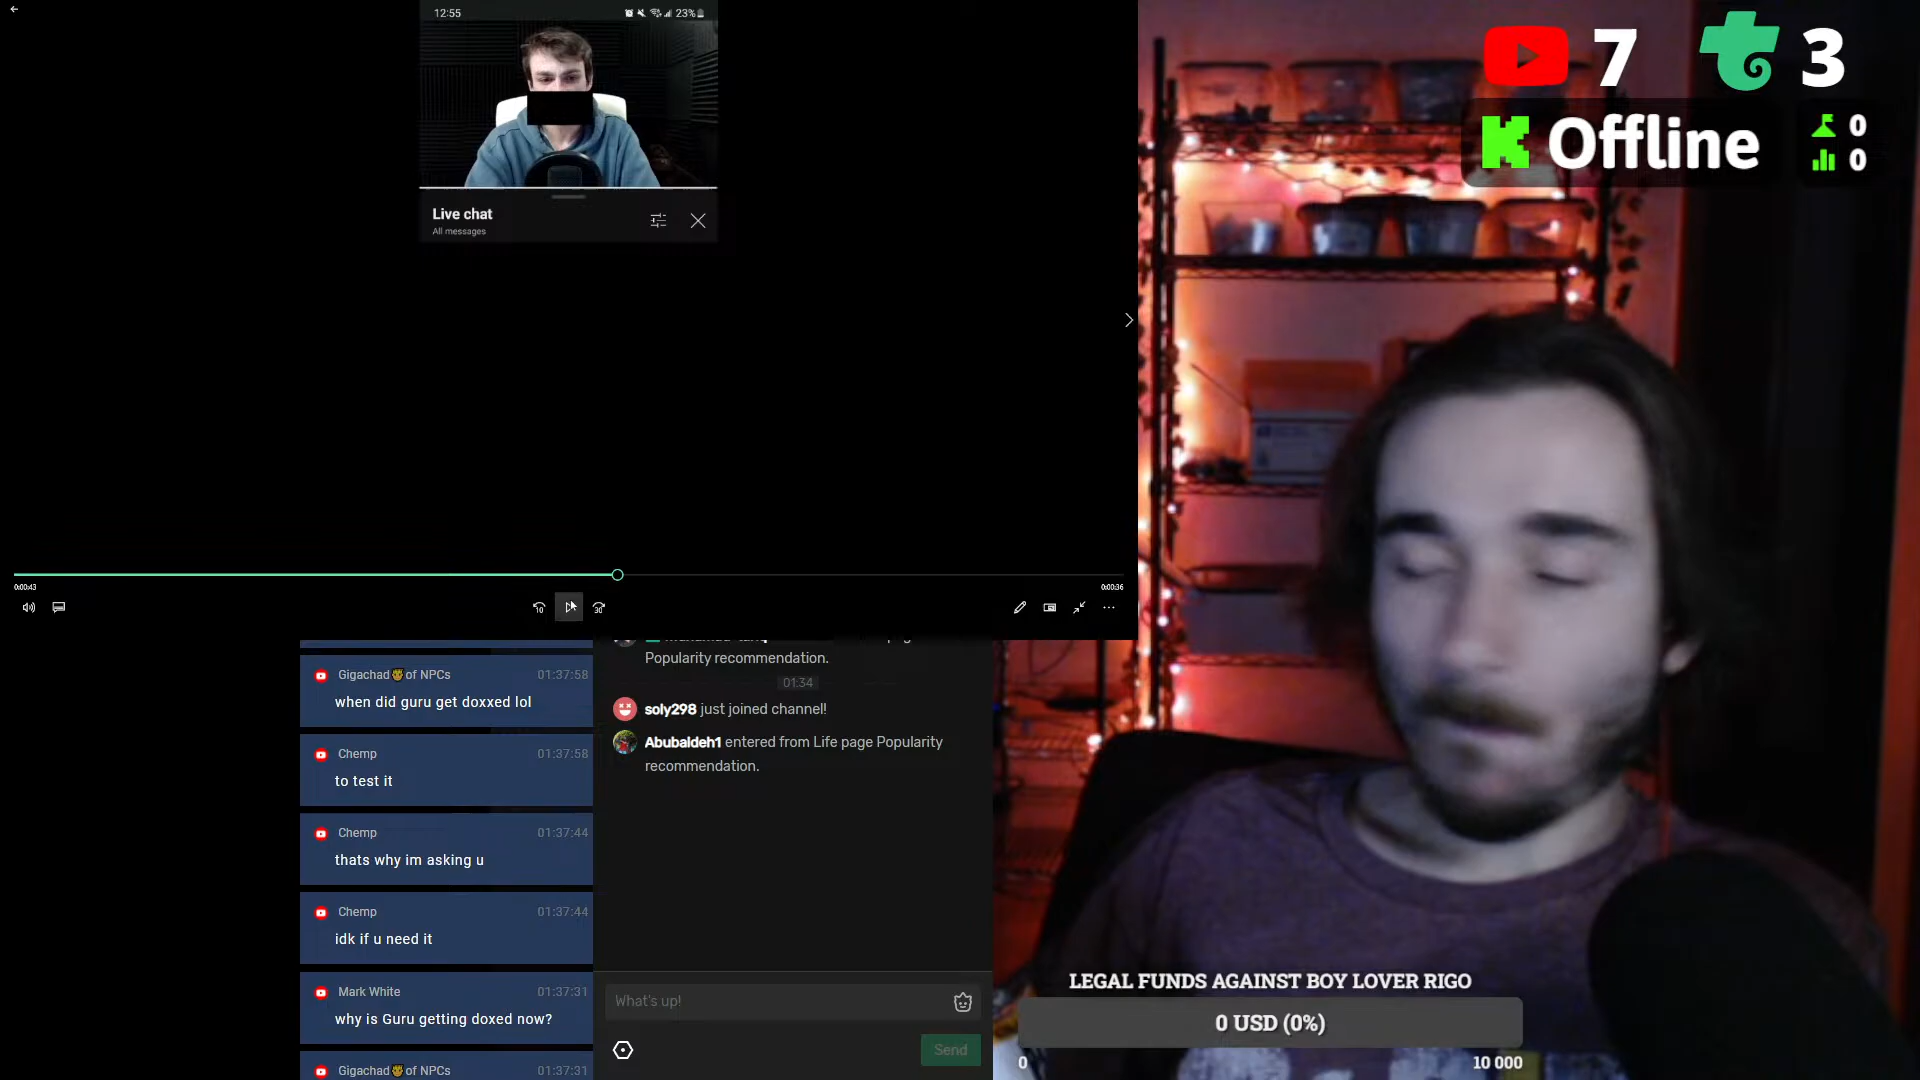 12:55
23%
Live chat
All messages
7
3
Offline
0
0
0:00:43
0:00:36
10
30
Gigachad of NPCs 01:37:58
when did guru get doxxed lol
Chemp 01:37:58
to test it
Chemp 01:37:44
thats why im asking u
Chemp 01:37:44
idk if u need it
Mark White 01:37:31
why is Guru getting doxed now?
Gigachad of NPCs 01:37:31
Popularity recommendation.
01:34
soly298 just joined channel!
Abubaldeh1 entered from Life page Popularity
recommendation.
What's up!
Send
LEGAL FUNDS AGAINST BOY LOVER RIGO
0 USD (0%)
0 10 000